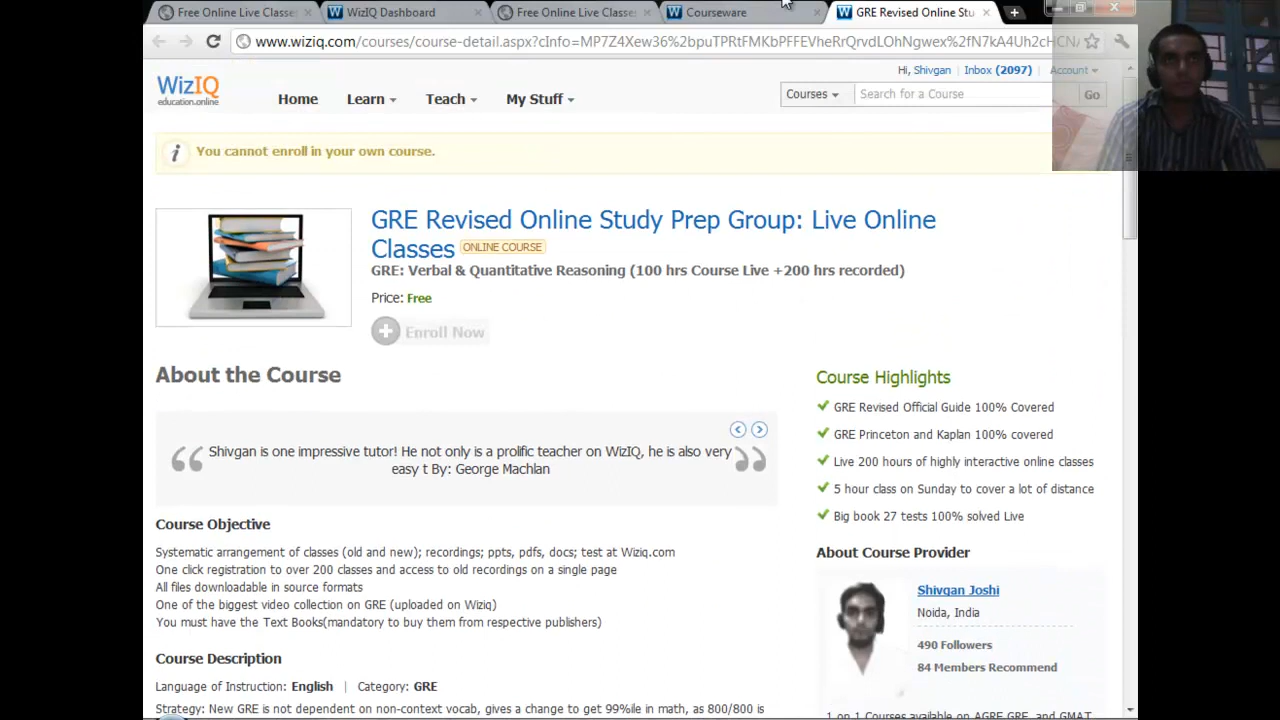 Free Online Live Classes
WizIQ Dashboard
Free Online Live Classes
Courseware
GRE Revised Online Stu
www.wiziq.com/courses/course-detail.aspx?cInfo=MP7Z4Xew36%2bpuTPRtFMKbPFFEVheRrQrvdLOhNgwex%2fN7kA4Uh2cHCNA
Hi, Shivgan | Inbox (2097) | Account
WizIQ
education.online
Home Learn Teach My Stuff
Courses Search for a Course Go
You cannot enroll in your own course.
GRE Revised Online Study Prep Group: Live Online
Classes ONLINE COURSE
GRE: Verbal & Quantitative Reasoning (100 hrs Course Live +200 hrs recorded)
Price: Free
Enroll Now
About the Course
Shivgan is one impressive tutor! He not only is a prolific teacher on WizIQ, he is also very
easy t By: George Machlan
Course Objective
Systematic arrangement of classes (old and new); recordings; ppts, pdfs, docs; test at Wiziq.com
One click registration to over 200 classes and access to old recordings on a single page
All files downloadable in source formats
One of the biggest video collection on GRE (uploaded on Wiziq)
You must have the Text Books(mandatory to buy them from respective publishers)
Course Description
Language of Instruction: English | Category: GRE
Strategy: New GRE is not dependent on non-context vocab, gives a change to get 99%ile in math, as 800/800 is
Course Highlights
GRE Revised Official Guide 100% Covered
GRE Princeton and Kaplan 100% covered
Live 200 hours of highly interactive online classes
5 hour class on Sunday to cover a lot of distance
Big book 27 tests 100% solved Live
About Course Provider
Shivgan Joshi
Noida, India
490 Followers
84 Members Recommend
1 on 1 Courses available on AGRE GRE, and GMAT